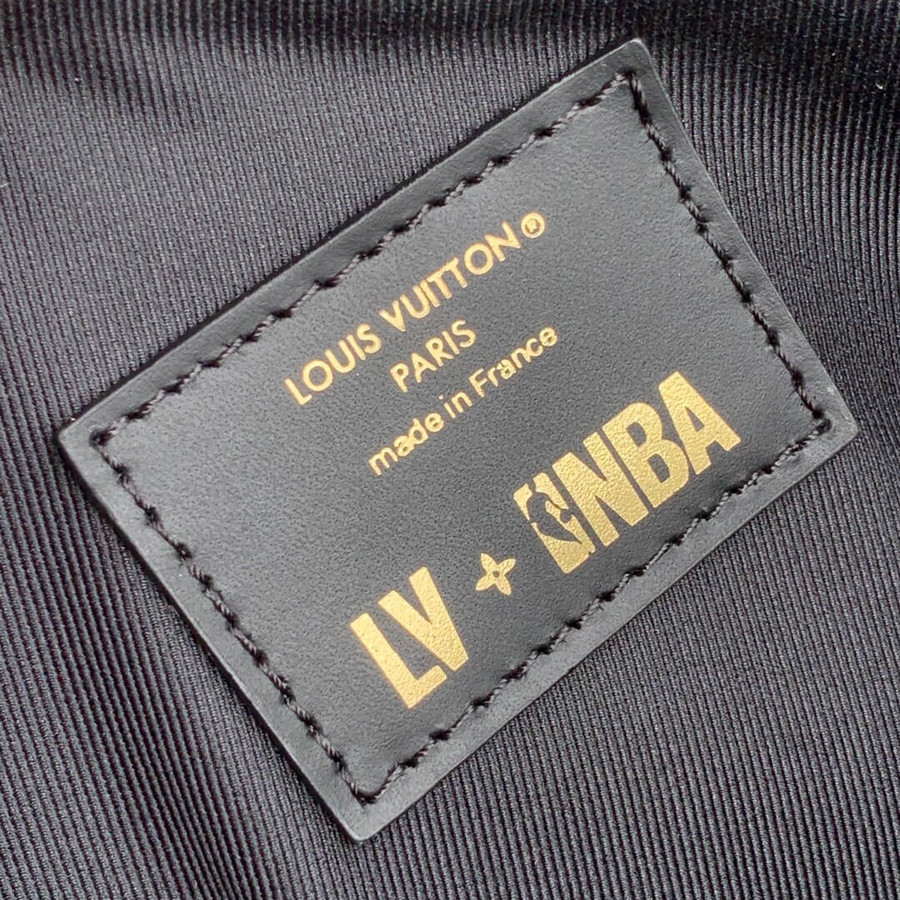 LOUIS VUITTON®
PARIS
made in France
LV + NBA